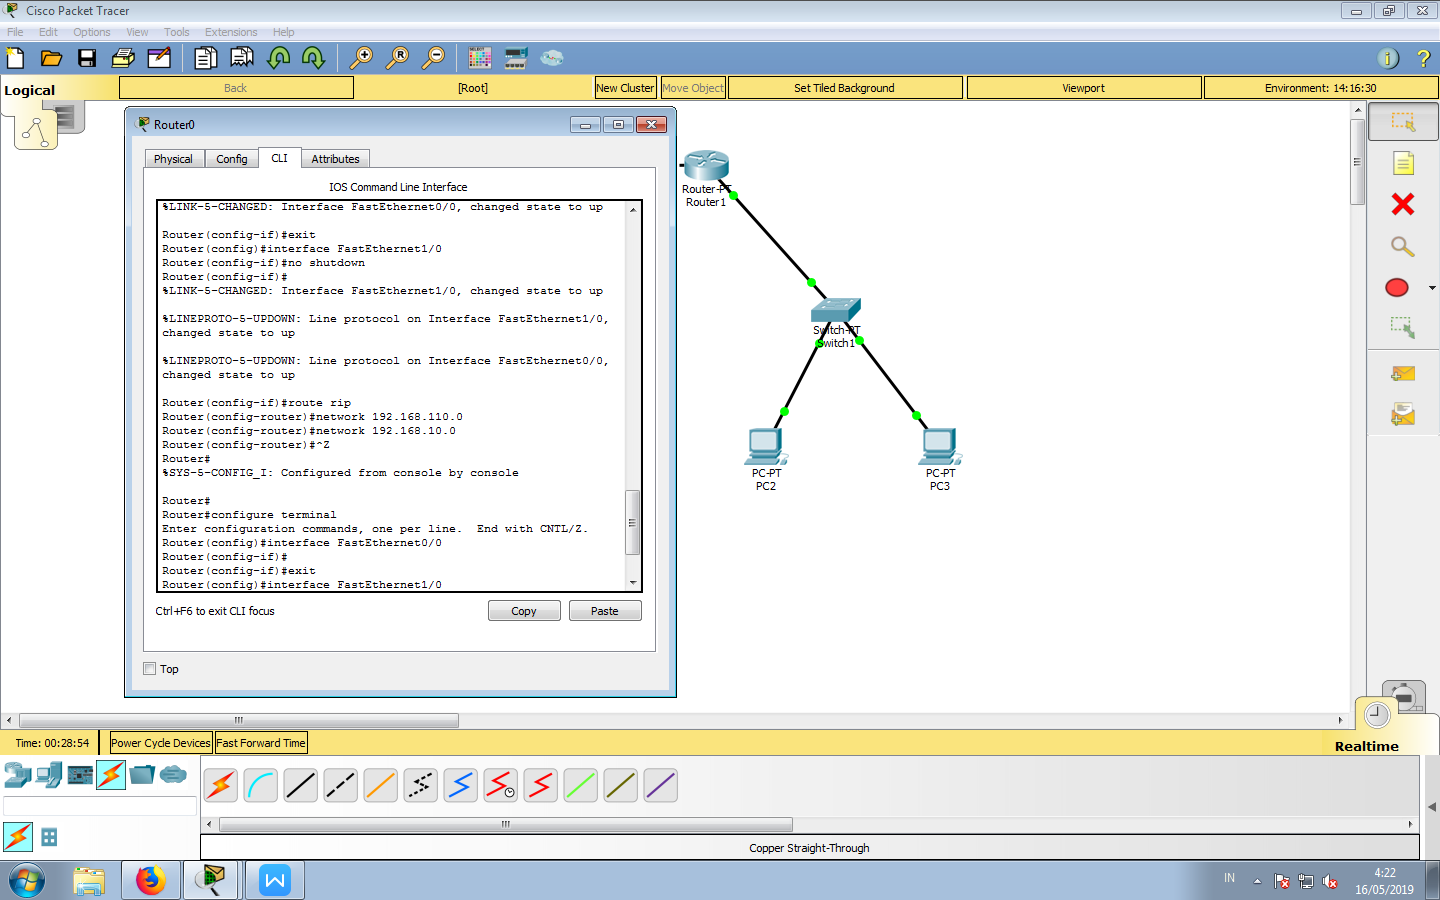 Cisco Packet Tracer
File Edit Options View Tools Extensions Help
Logical
Back
[Root]
New Cluster
Move Object
Set Tiled Background
Viewport
Environment: 14:16:30
Router0
Physical
Config
CLI
Attributes
IOS Command Line Interface
%LINK-5-CHANGED: Interface FastEthernet0/0, changed state to up
Router(config-if)#exit
Router(config)#interface FastEthernet1/0
Router(config-if)#no shutdown
Router(config-if)#
%LINK-5-CHANGED: Interface FastEthernet1/0, changed state to up
%LINEPROTO-5-UPDOWN: Line protocol on Interface FastEthernet1/0,
changed state to up
%LINEPROTO-5-UPDOWN: Line protocol on Interface FastEthernet0/0,
changed state to up
Router(config-if)#route rip
Router(config-router)#network 192.168.110.0
Router(config-router)#network 192.168.10.0
Router(config-router)#^Z
Router#
%SYS-5-CONFIG_I: Configured from console by console
Router#
Router#configure terminal
Enter configuration commands, one per line.  End with CNTL/Z.
Router(config)#interface FastEthernet0/0
Router(config-if)#
Router(config-if)#exit
Router(config)#interface FastEthernet1/0
Ctrl+F6 to exit CLI focus
Copy
Paste
Top
Router-PT
Router1
Switch-PT
Switch1
PC-PT
PC2
PC-PT
PC3
Time: 00:28:54
Power Cycle Devices
Fast Forward Time
Realtime
Copper Straight-Through
IN
4:22
16/05/2019